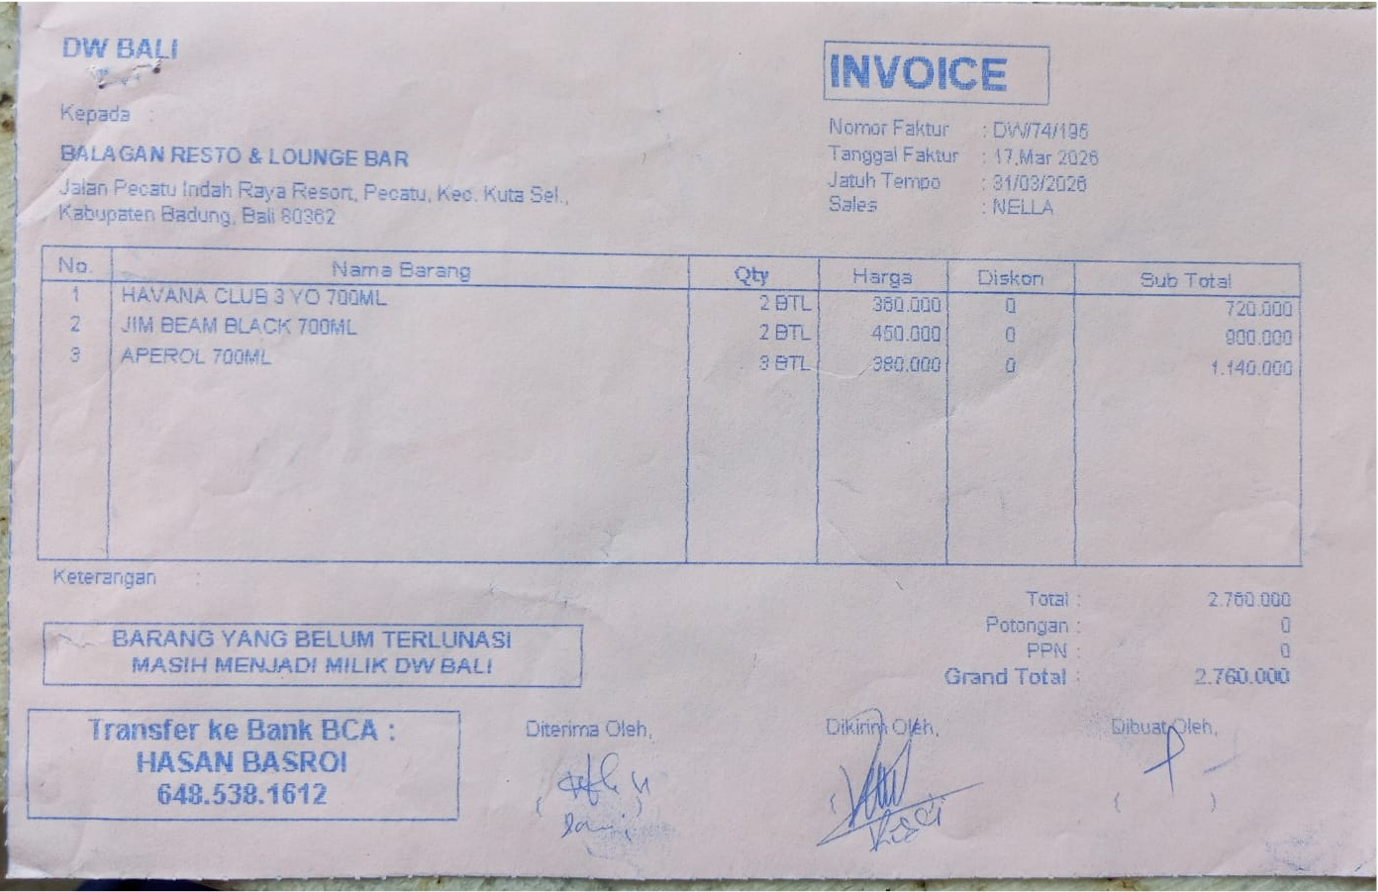 DW BALI
INVOICE
Kepada :
BALAGAN RESTO & LOUNGE BAR
Jalan Pecatu Indah Raya Resort, Pecatu, Kec. Kuta Sel.,
Kabupaten Badung, Bali 80362
Nomor Faktur : DW/74/195
Tanggal Faktur : 17.Mar 2026
Jatuh Tempo : 31/03/2026
Sales : NELLA
No. Nama Barang Qty Harga Diskon Sub Total
1 HAVANA CLUB 3 YO 700ML 2 BTL 360.000 0 720.000
2 JIM BEAM BLACK 700ML 2 BTL 450.000 0 900.000
3 APEROL 700ML 3 BTL 380.000 0 1.140.000
Keterangan :
Total : 2.760.000
Potongan : 0
PPN : 0
Grand Total : 2.760.000
BARANG YANG BELUM TERLUNASI
MASIH MENJADI MILIK DW BALI
Transfer ke Bank BCA :
HASAN BASROI
648.538.1612
Diterima Oleh, Dikirim Oleh, Dibuat Oleh,